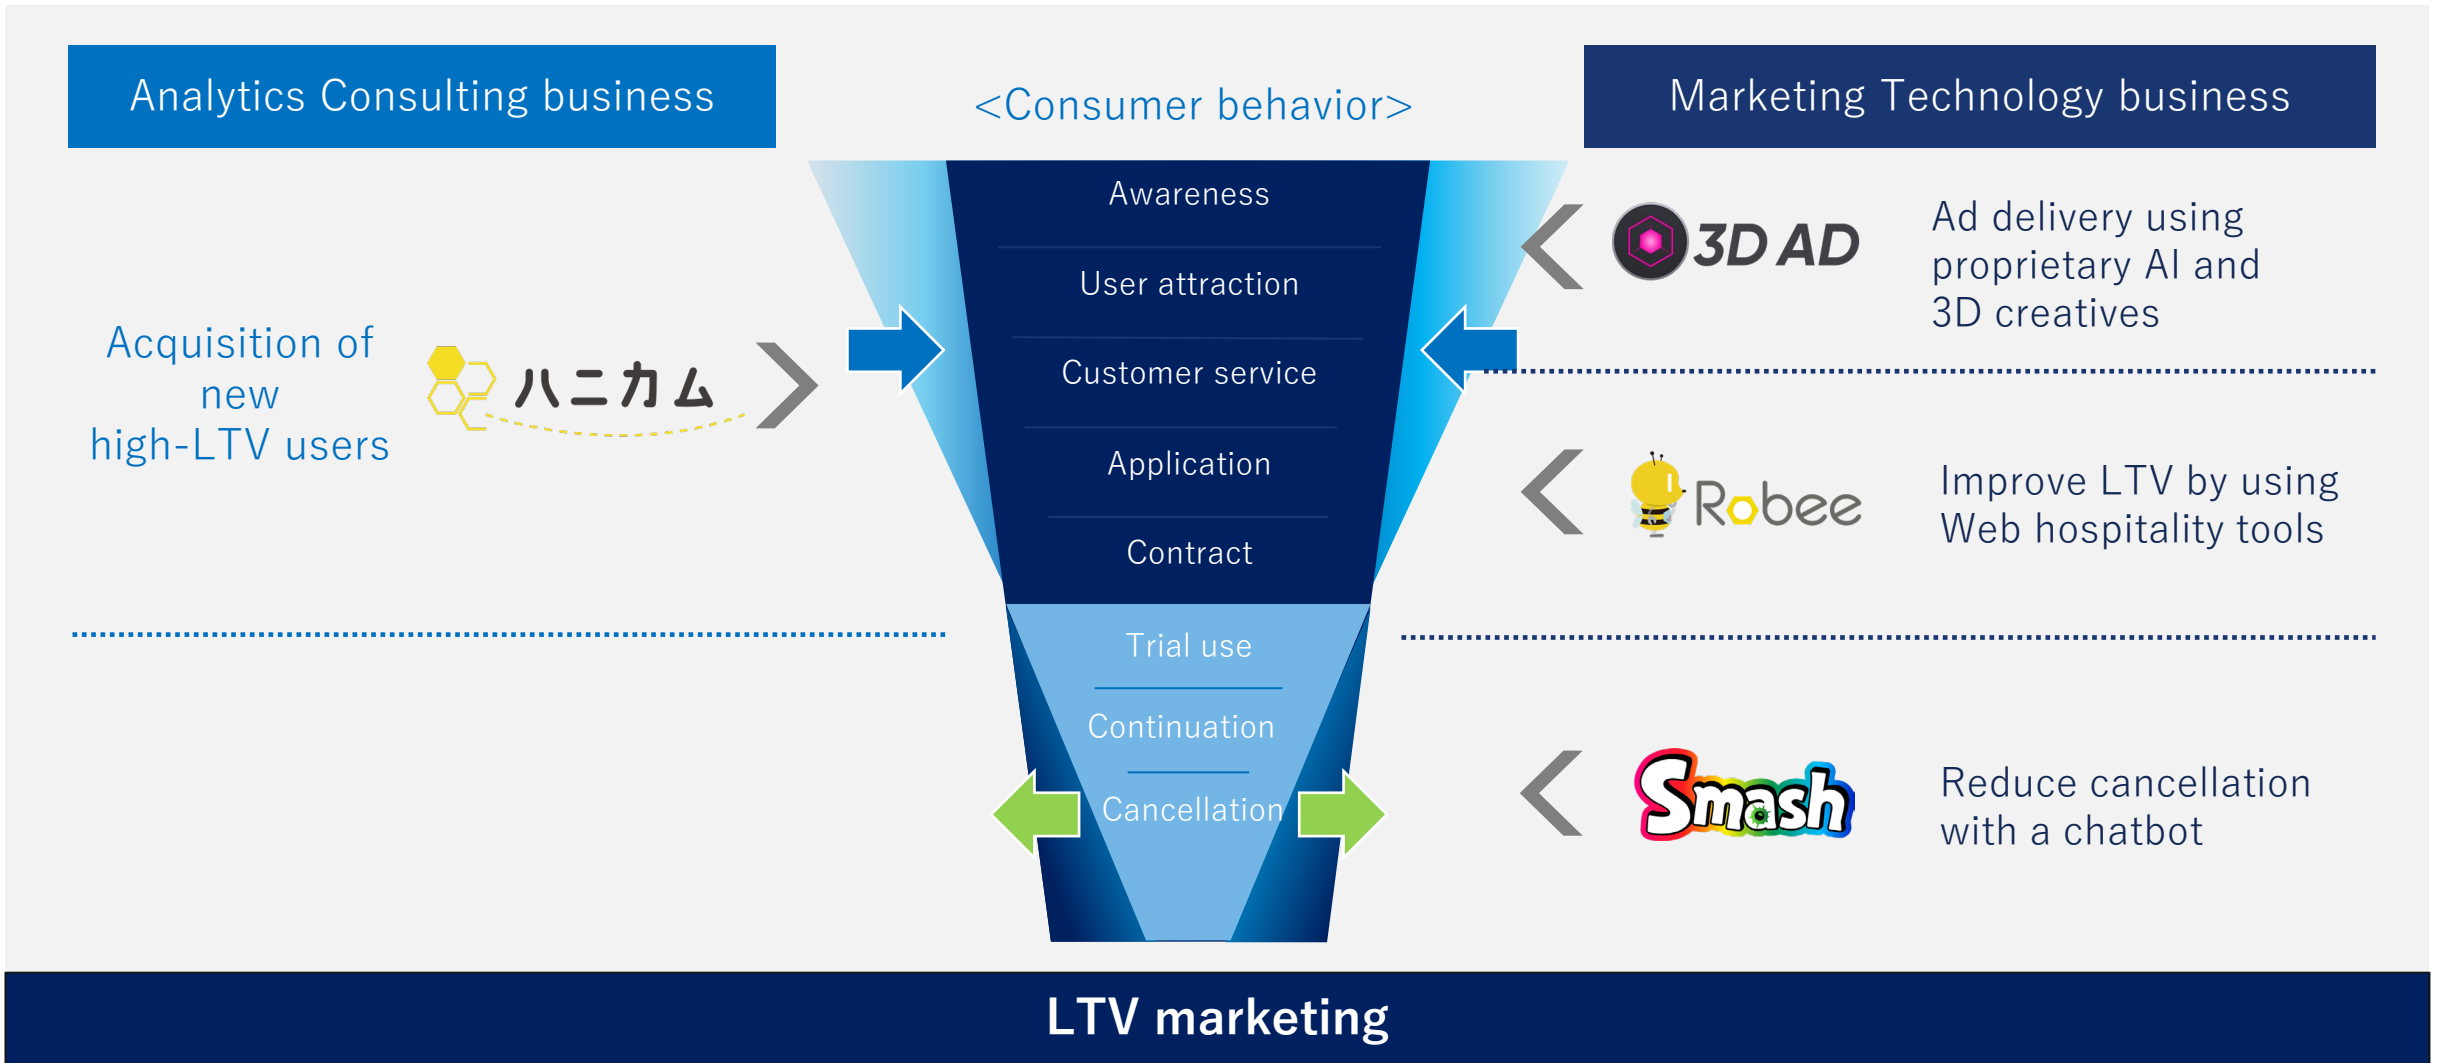 Analytics Consulting business
<Consumer behavior>
Marketing Technology business
Acquisition of
new
high-LTV users
ハニカム
Awareness
User attraction
Customer service
Application
Contract
Trial use
Continuation
Cancellation
3D AD
Ad delivery using
proprietary AI and
3D creatives
Robee
Improve LTV by using
Web hospitality tools
Smash
Reduce cancellation
with a chatbot
LTV marketing